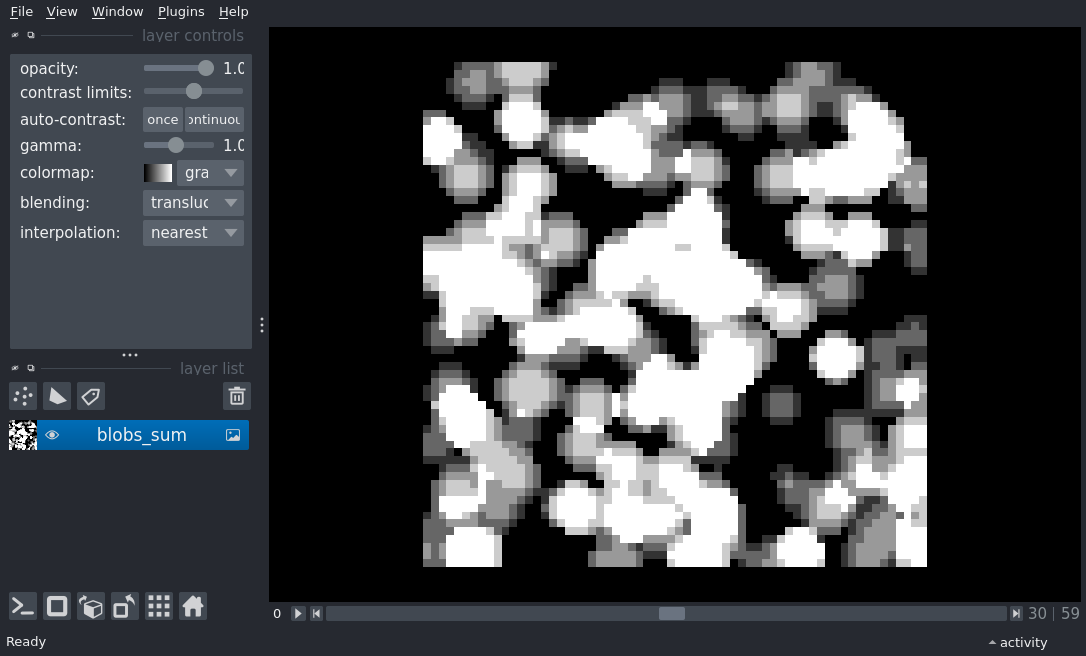 File View Window Plugins Help
layer controls
opacity: 1.0
contrast limits:
auto-contrast: once ontinuou
gamma: 1.0
colormap: gra
blending: transluc
interpolation: nearest
layer list
blobs_sum
0 30 | 59
Ready activity